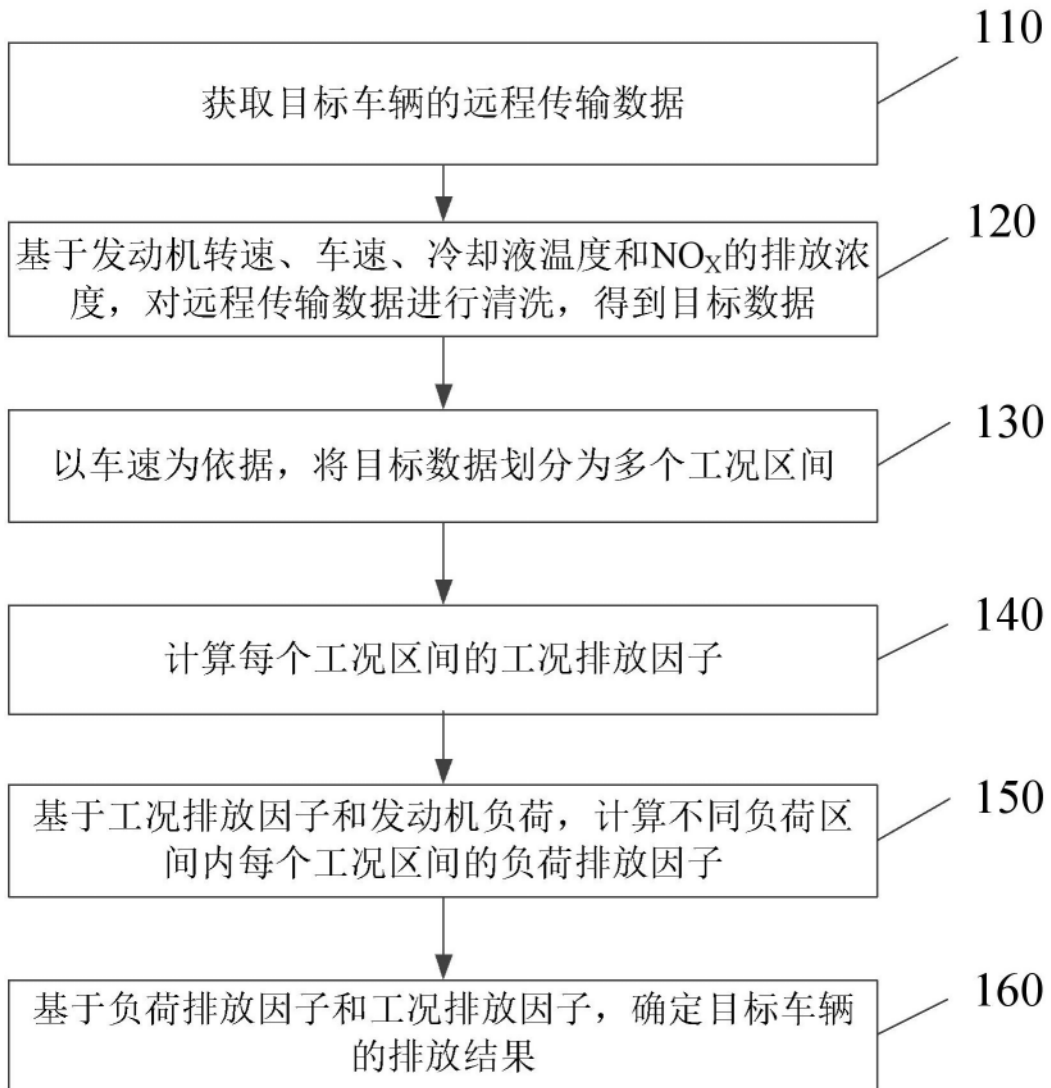 110
获取目标车辆的远程传输数据
120
基于发动机转速、车速、冷却液温度和NOX的排放浓
度，对远程传输数据进行清洗，得到目标数据
130
以车速为依据，将目标数据划分为多个工况区间
140
计算每个工况区间的工况排放因子
150
基于工况排放因子和发动机负荷，计算不同负荷区
间内每个工况区间的负荷排放因子
160
基于负荷排放因子和工况排放因子，确定目标车辆
的排放结果